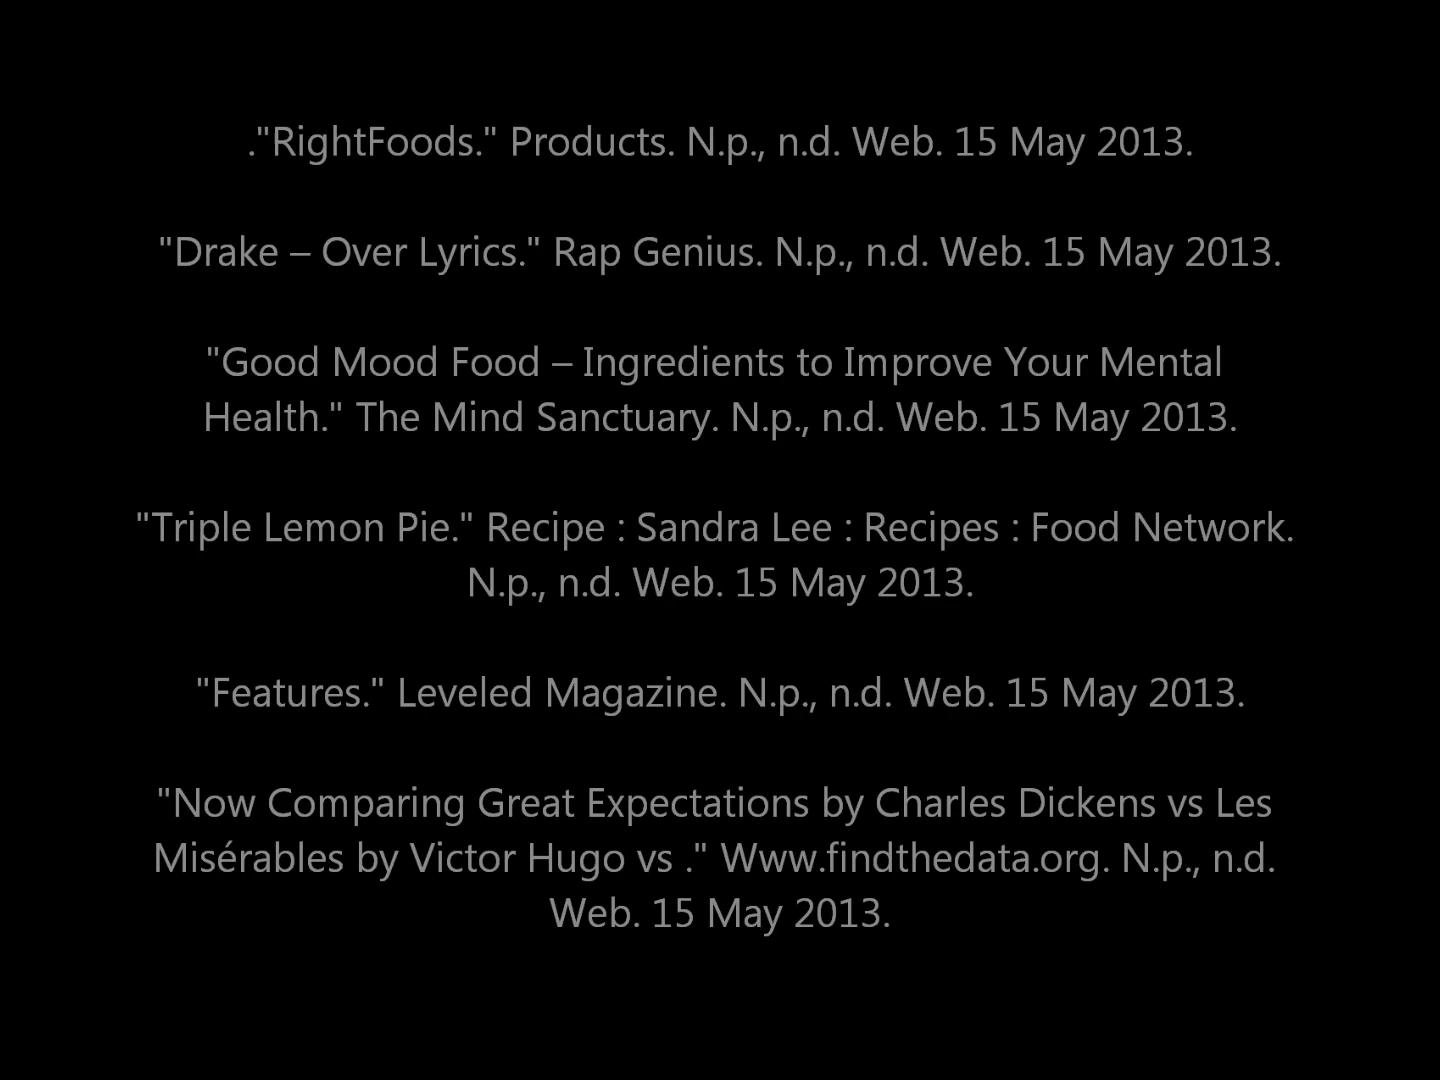 ."RightFoods." Products. N.p., n.d. Web. 15 May 2013.
"Drake – Over Lyrics." Rap Genius. N.p., n.d. Web. 15 May 2013.
"Good Mood Food – Ingredients to Improve Your Mental
Health." The Mind Sanctuary. N.p., n.d. Web. 15 May 2013.
"Triple Lemon Pie." Recipe : Sandra Lee : Recipes : Food Network.
N.p., n.d. Web. 15 May 2013.
"Features." Leveled Magazine. N.p., n.d. Web. 15 May 2013.
"Now Comparing Great Expectations by Charles Dickens vs Les
Misérables by Victor Hugo vs ." Www.findthedata.org. N.p., n.d.
Web. 15 May 2013.